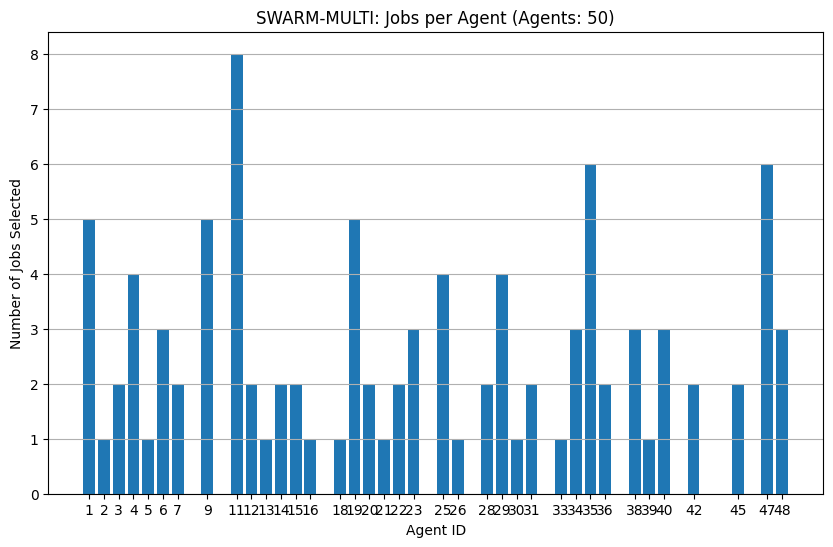 SWARM-MULTI: Jobs per Agent (Agents: 50)
Number of Jobs Selected
8
7
6
5
4
3
2
1
0
1 2 3 4 5 6 7 9 11 12 13 14 15 16 18 19 20 21 22 23 25 26 28 29 30 31 33 34 35 36 38 39 40 42 45 47 48
Agent ID